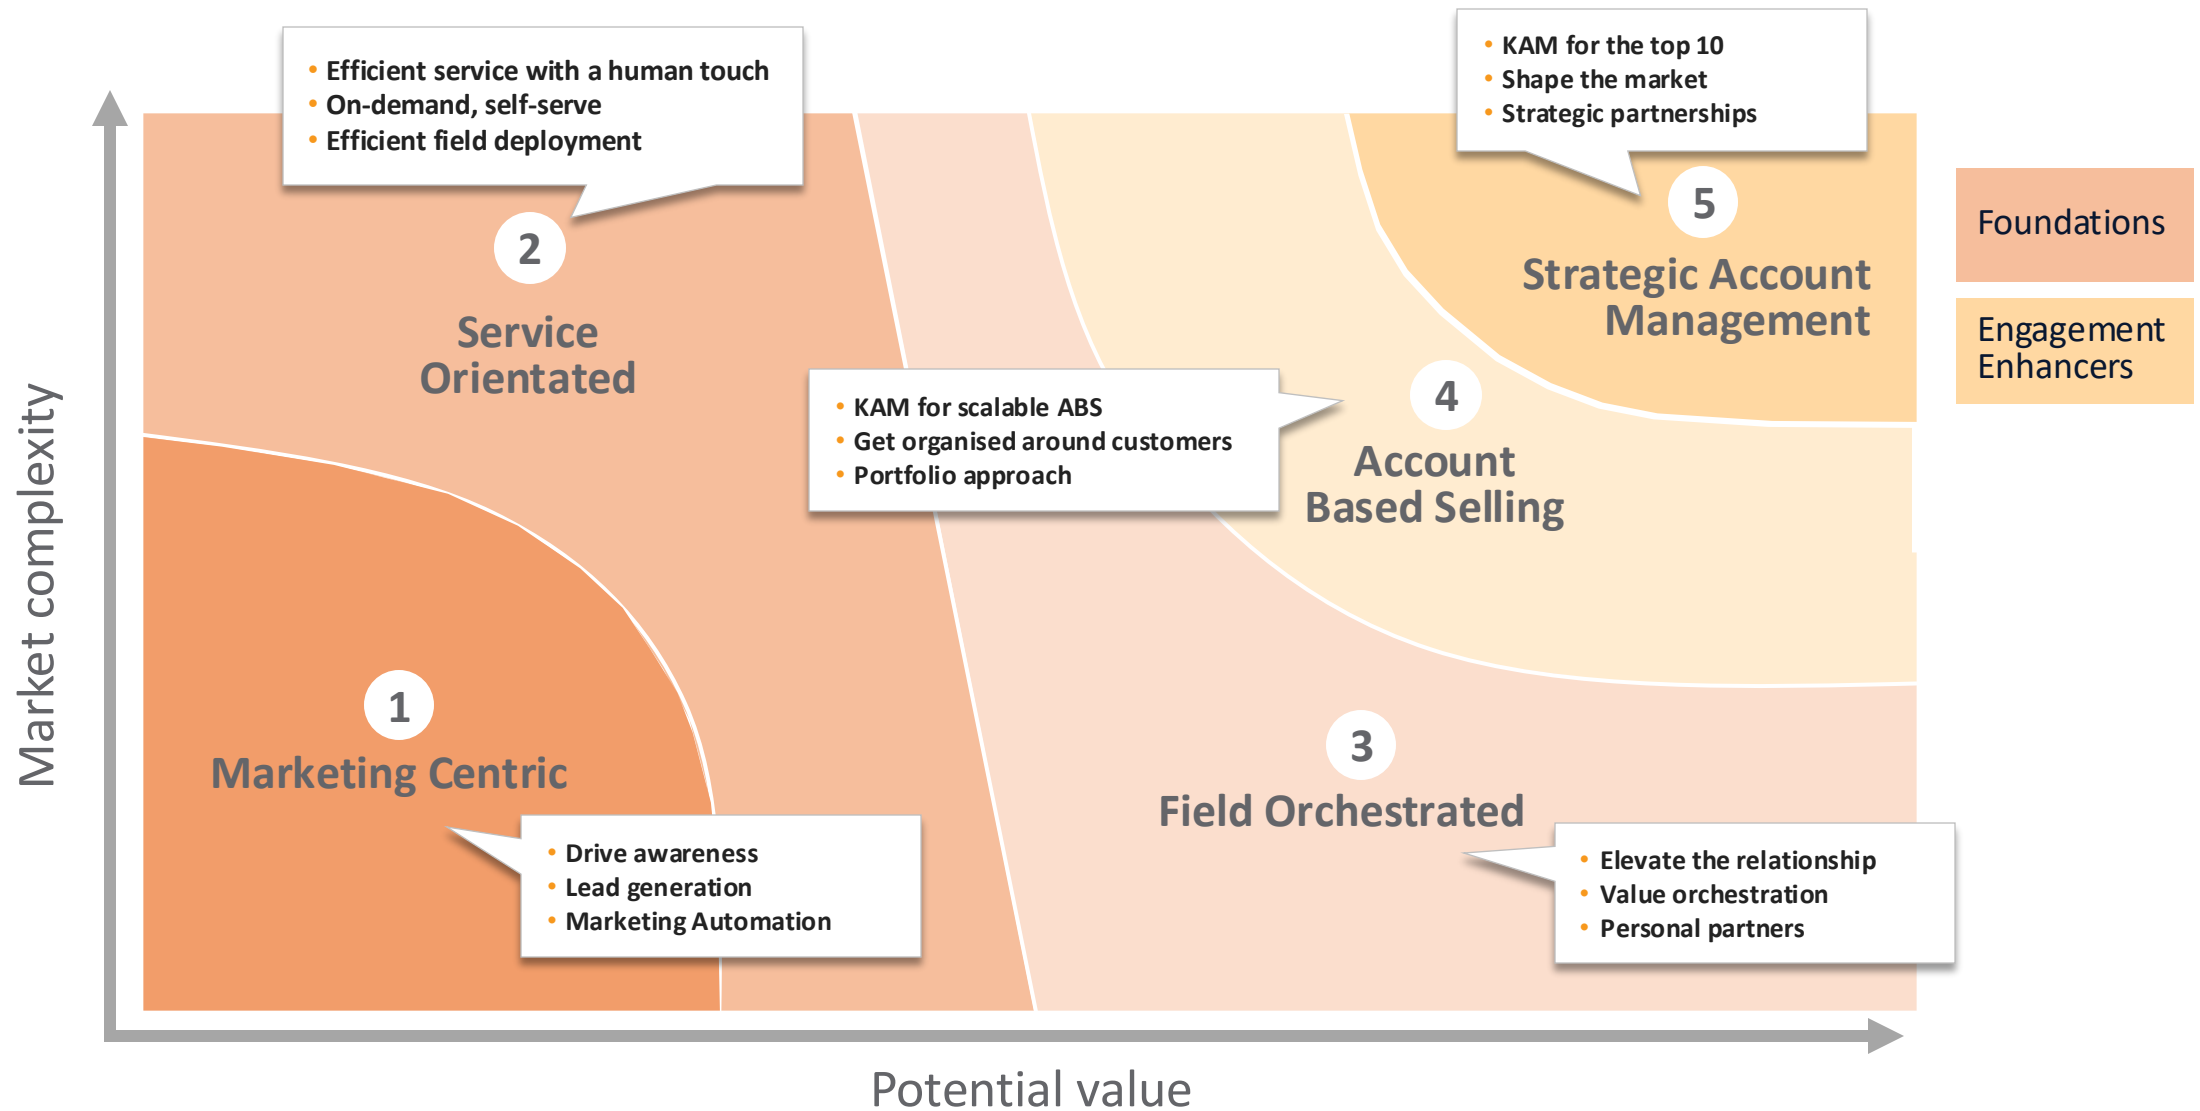 • Efficient service with a human touch
• On-demand, self-serve
• Efficient field deployment
• KAM for the top 10
• Shape the market
• Strategic partnerships
2
Service
Orientated
5
Strategic Account
Management
Foundations
Engagement
Enhancers
• KAM for scalable ABS
• Get organised around customers
• Portfolio approach
4
Account
Based Selling
Market complexity
1
Marketing Centric
• Drive awareness
• Lead generation
• Marketing Automation
3
Field Orchestrated
• Elevate the relationship
• Value orchestration
• Personal partners
Potential value